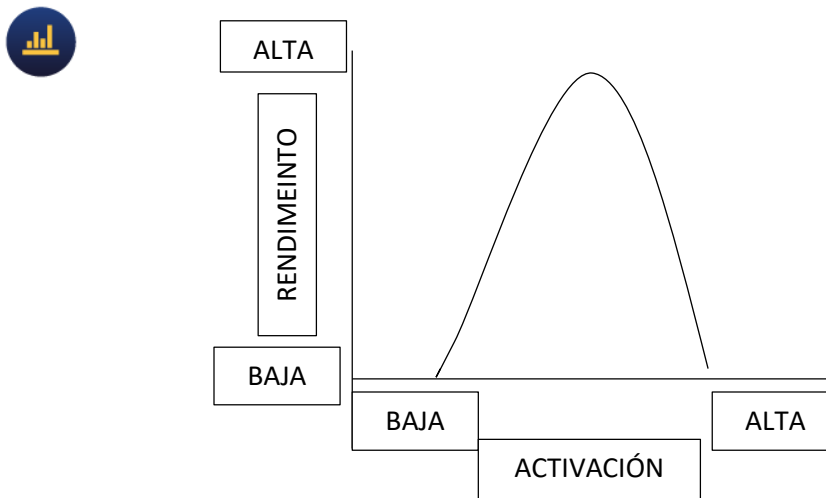 ALTA
RENDIMEINTO
BAJA
BAJA
ALTA
ACTIVACIÓN